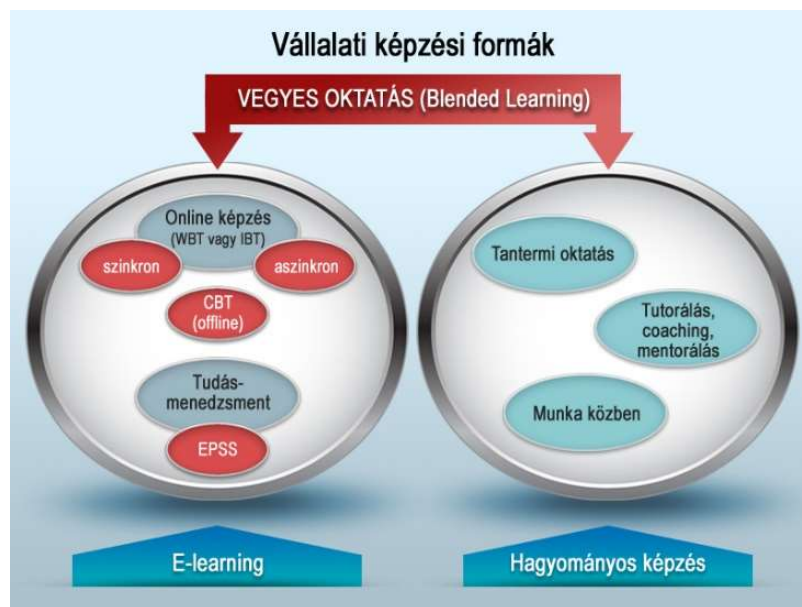 Vállalati képzési formák
VEGYES OKTATÁS (Blended Learning)
Online képzés
(WBT vagy IBT)
szinkron
aszinkron
CBT
(offline)
Tudás-
menedzsment
EPSS
E-learning
Tantermi oktatás
Tutorálás,
coaching,
mentorálás
Munka közben
Hagyományos képzés